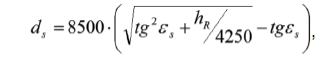 d_s = 8500 · ( √(tg²ε_s + h_R/4250) − tgε_s ),